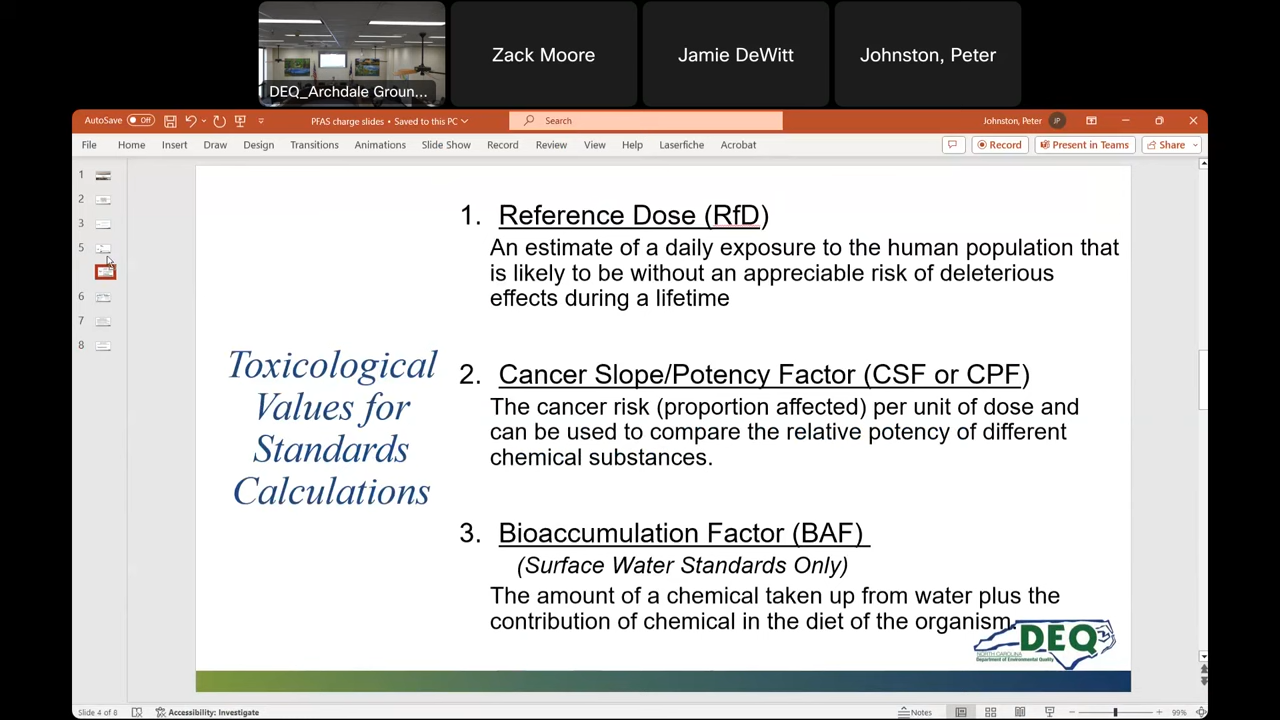 DEQ_Archdale Groun...
Zack Moore
Jamie DeWitt
Johnston, Peter
AutoSave Off
PFAS charge slides • Saved to this PC
Search
Johnston, Peter JP
File Home Insert Draw Design Transitions Animations Slide Show Record Review View Help Laserfiche Acrobat
Record
Present in Teams
Share
1
2
3
5
6
7
8
Toxicological
Values for
Standards
Calculations
1. Reference Dose (RfD)
An estimate of a daily exposure to the human population that
is likely to be without an appreciable risk of deleterious
effects during a lifetime
2. Cancer Slope/Potency Factor (CSF or CPF)
The cancer risk (proportion affected) per unit of dose and
can be used to compare the relative potency of different
chemical substances.
3. Bioaccumulation Factor (BAF)
(Surface Water Standards Only)
The amount of a chemical taken up from water plus the
contribution of chemical in the diet of the organism.
NORTH CAROLINA
DEQ
Department of Environmental Quality
Slide 4 of 8
Accessibility: Investigate
Notes
99%